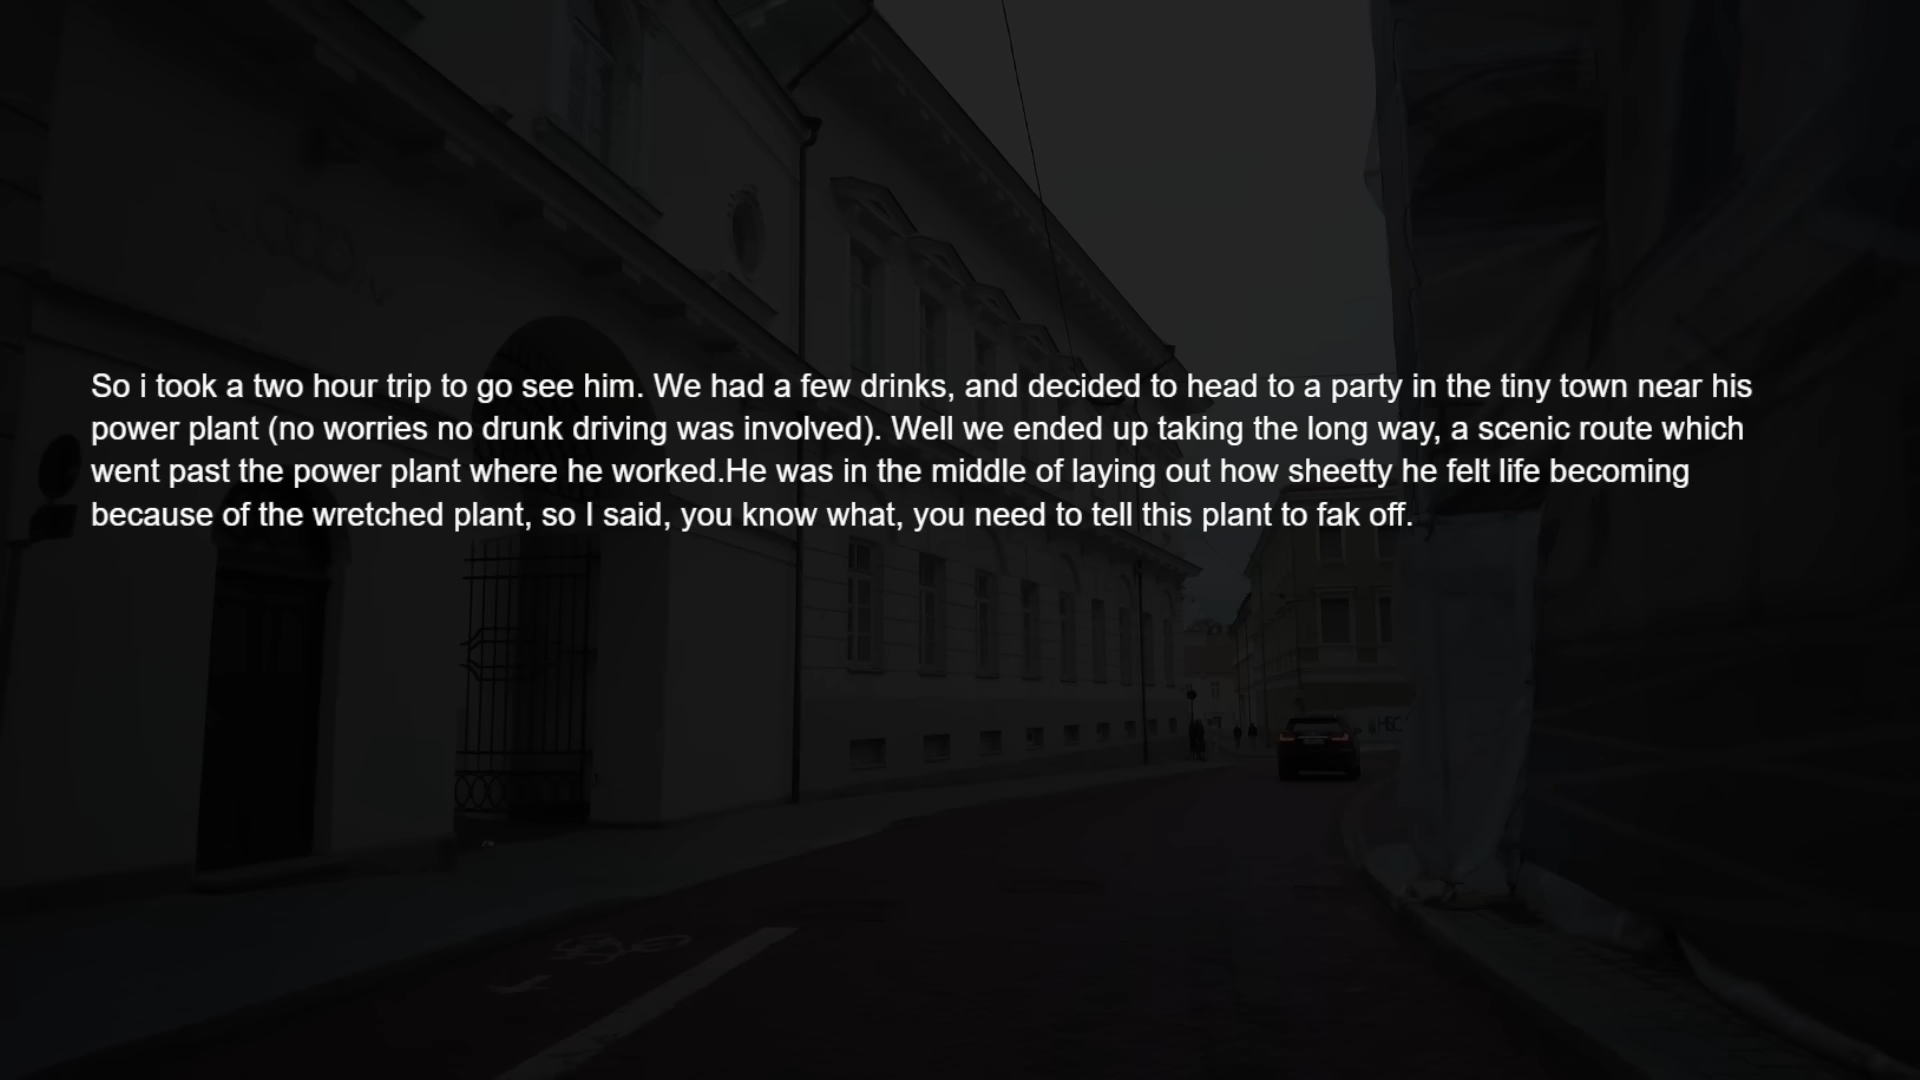 So i took a two hour trip to go see him. We had a few drinks, and decided to head to a party in the tiny town near his
power plant (no worries no drunk driving was involved). Well we ended up taking the long way, a scenic route which
went past the power plant where he worked.He was in the middle of laying out how sheetty he felt life becoming
because of the wretched plant, so I said, you know what, you need to tell this plant to fak off.